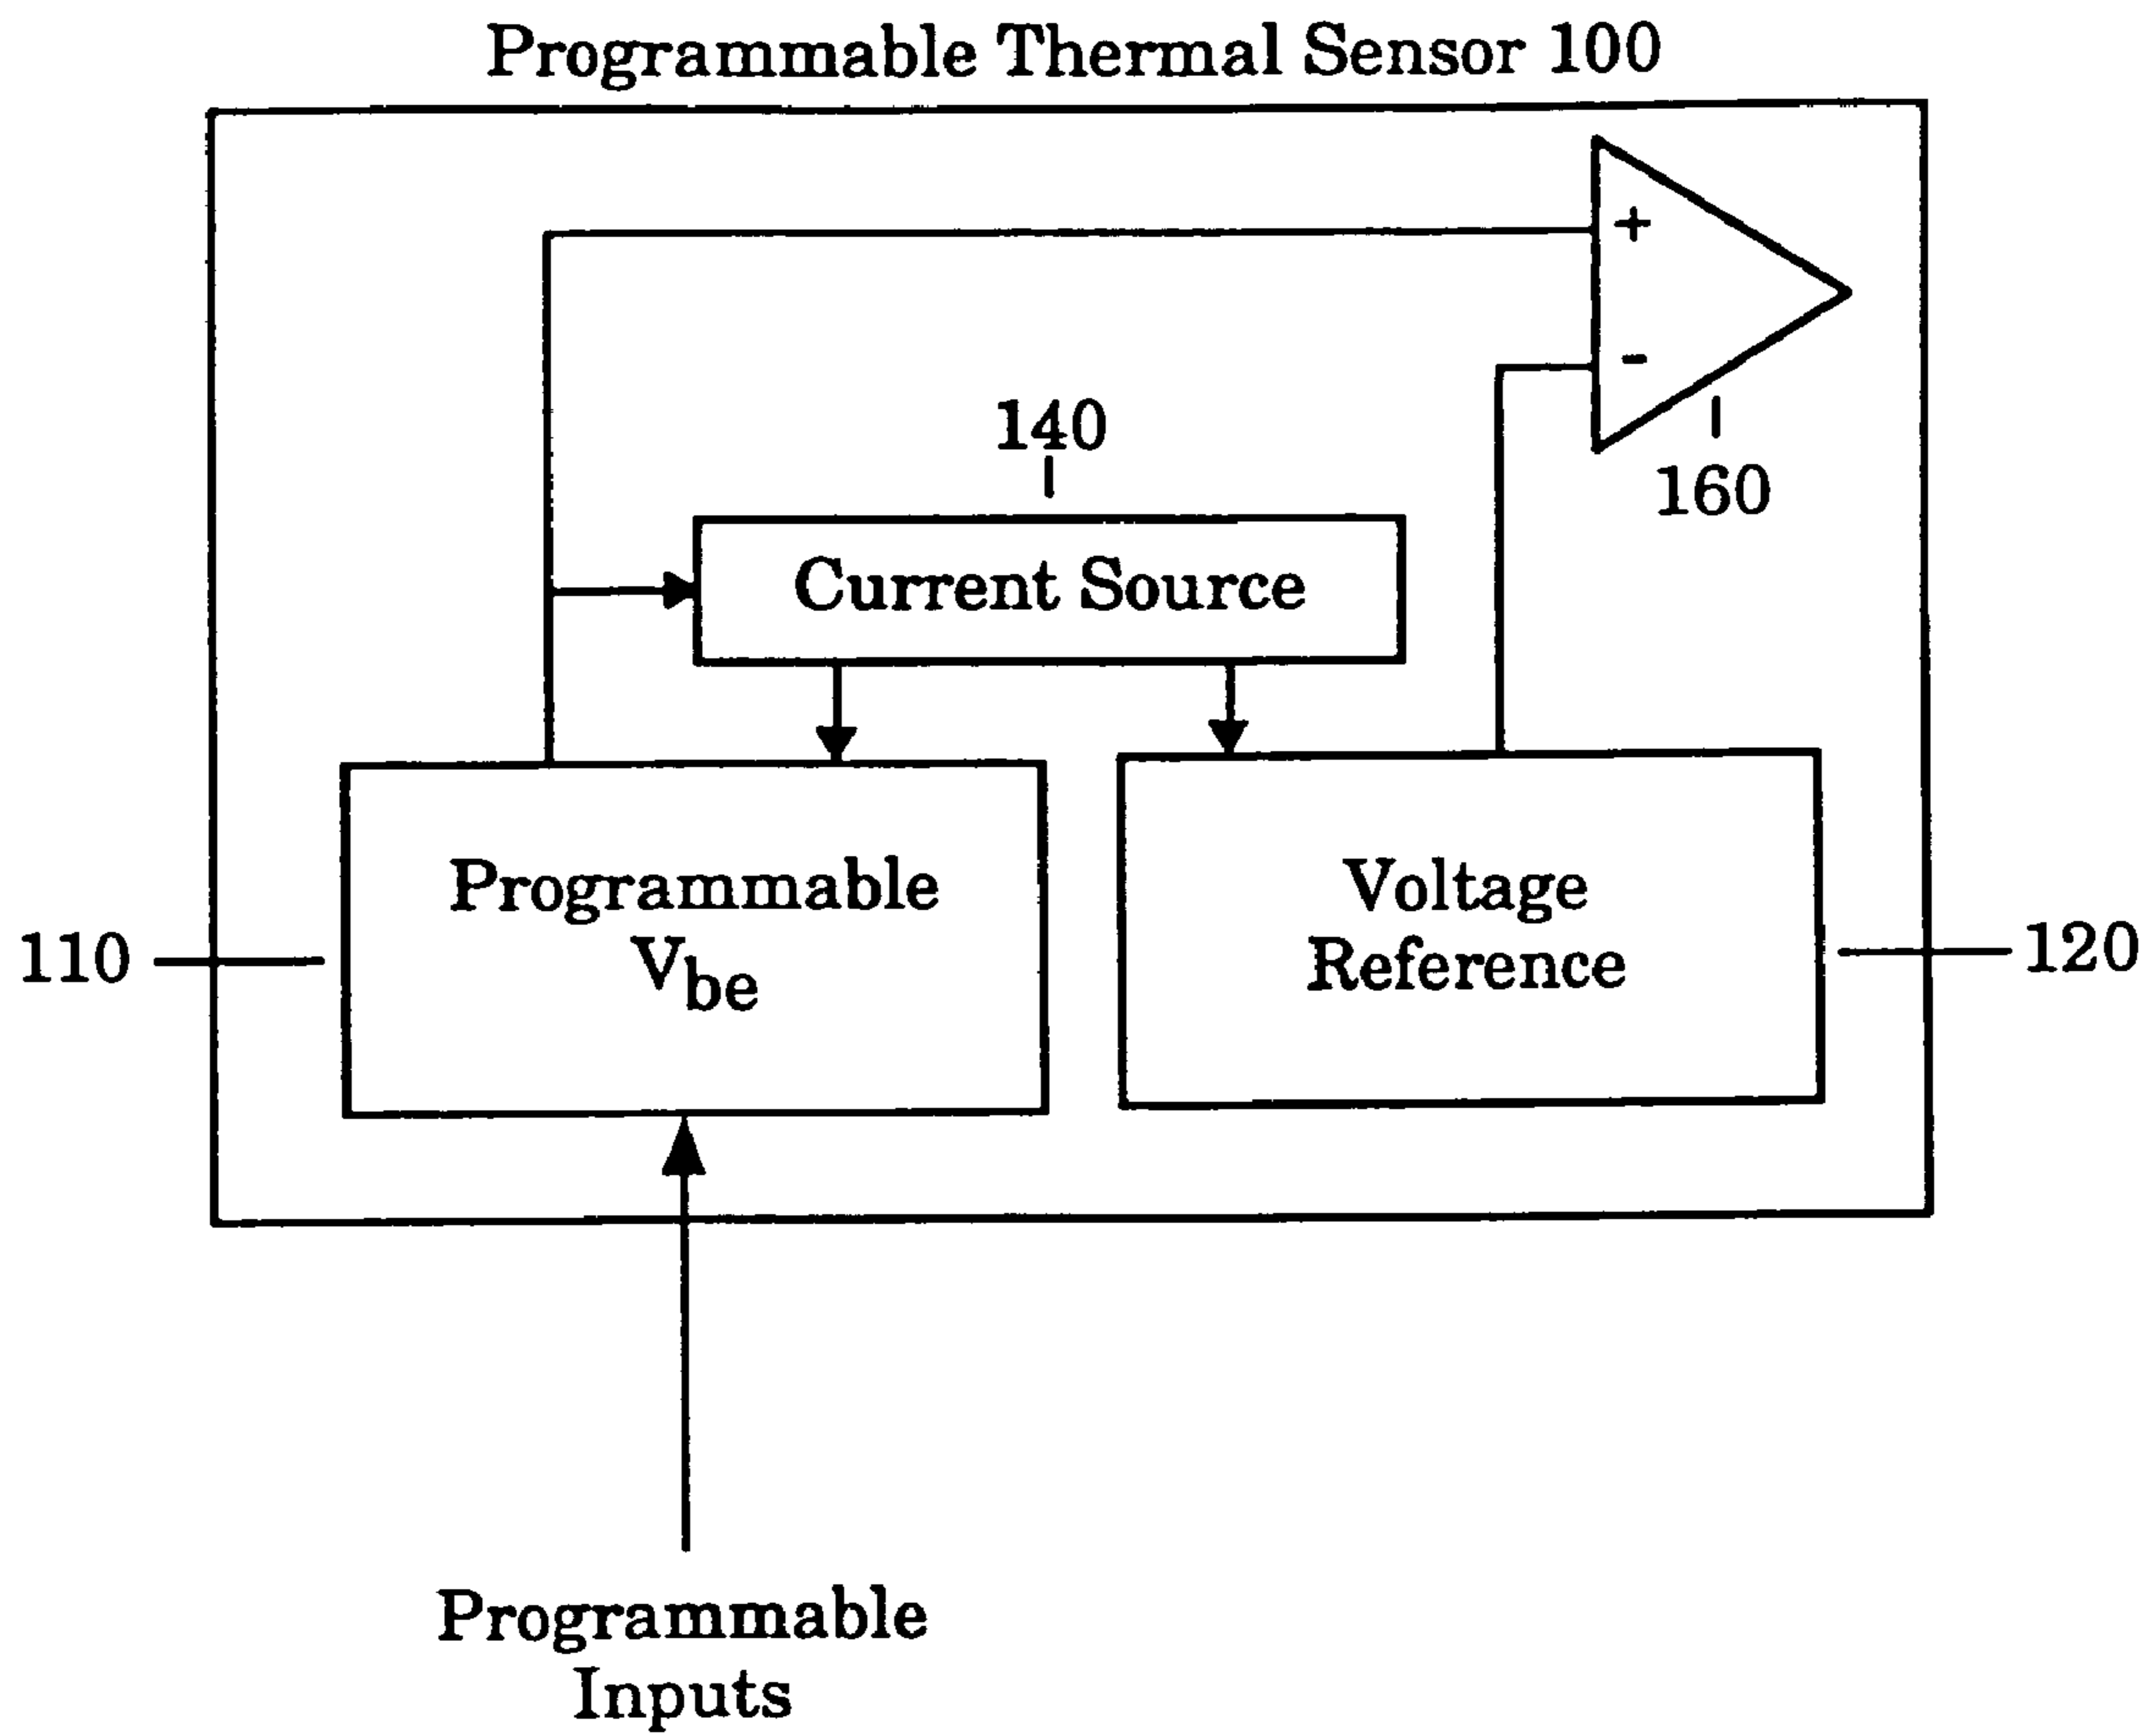 Programmable Thermal Sensor 100
+
-
140
160
Current Source
Programmable
Vbe
Voltage
Reference
110
120
Programmable
Inputs